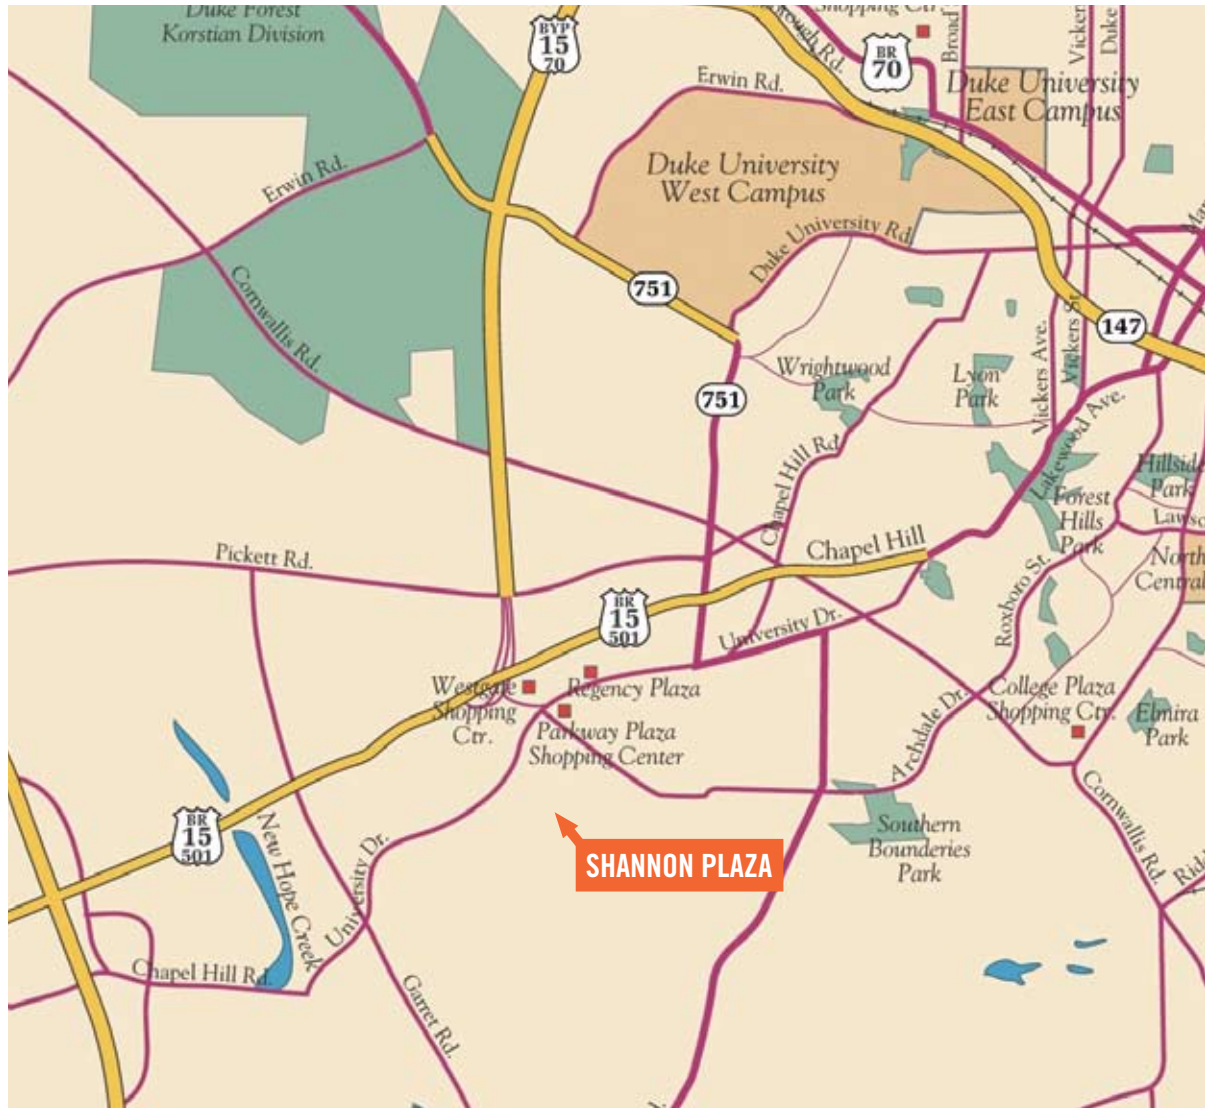 Duke Forest
Korstian Division
BYP
15
70
Shopping Ctr.
BR
70
Broad
Vickers
Duke
Erwin Rd.
Duke University
East Campus
Duke University
West Campus
Erwin Rd.
Duke University Rd.
Cornwallis Rd.
751
147
Wrightwood
Park
Lyon
Park
Vickers Ave.
Vickers St.
751
Lakewood Ave.
Chapel Hill Rd.
Hillside
Park
Forest
Hills
Park
Chapel Hill
North
Central
Pickett Rd.
BR
15
501
University Dr.
Roxboro St.
Westgate
Shopping
Ctr.
Regency Plaza
Parkway Plaza
Shopping Center
Archdale Dr.
College Plaza
Shopping Ctr.
Elmira
Park
Cornwallis Rd.
BR
15
501
New Hope Creek
University Dr.
SHANNON PLAZA
Southern
Bounderies
Park
Chapel Hill Rd.
Garret Rd.